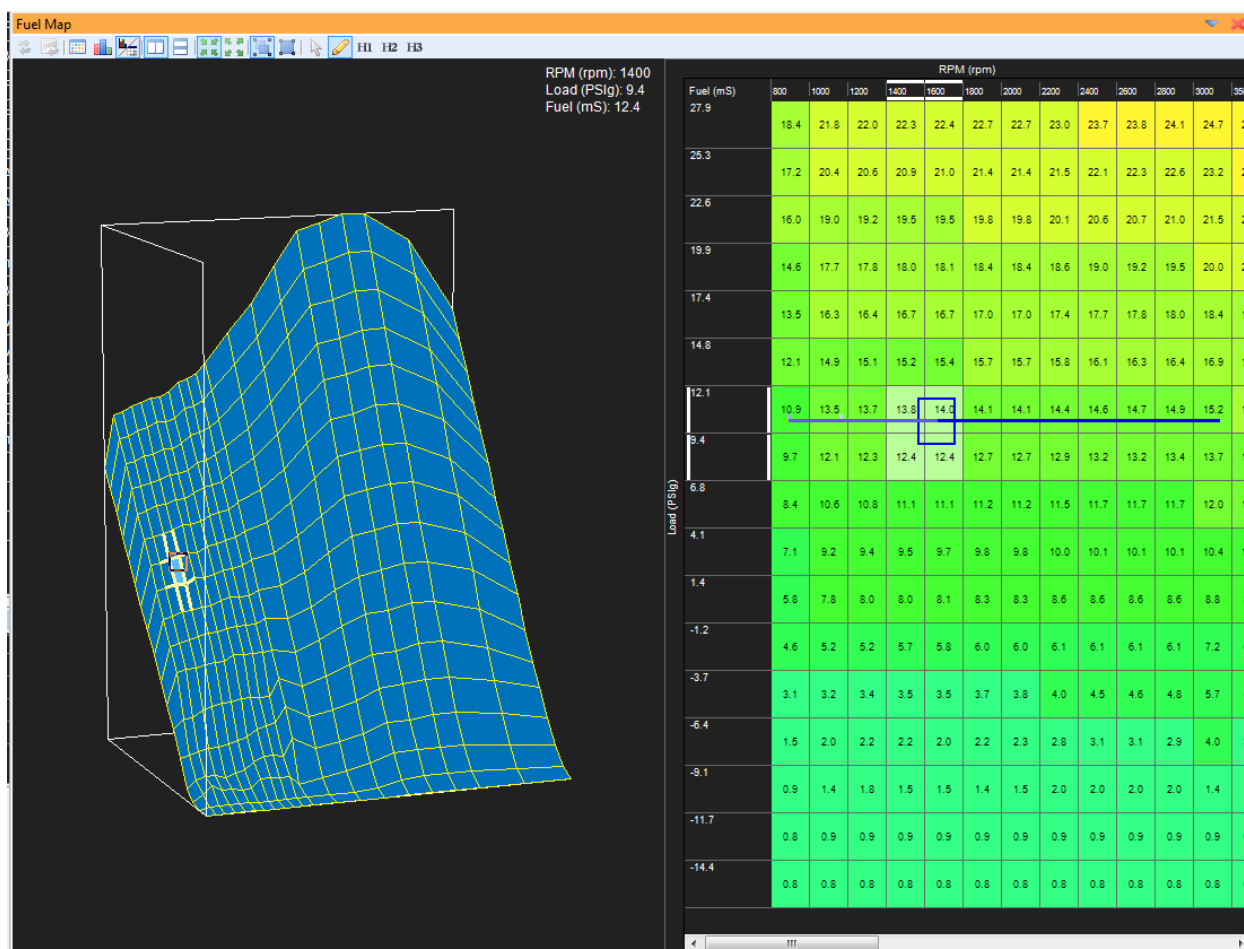 Fuel Map
H1 H2 H3
RPM (rpm): 1400
Load (PSIg): 9.4
Fuel (mS): 12.4
RPM (rpm)
Fuel (mS) 800 1000 1200 1400 1600 1800 2000 2200 2400 2600 2800 3000
27.9 18.4 21.8 22.0 22.3 22.4 22.7 22.7 23.0 23.7 23.8 24.1 24.7
25.3 17.2 20.4 20.6 20.9 21.0 21.4 21.4 21.5 22.1 22.3 22.6 23.2
22.6 16.0 19.0 19.2 19.5 19.5 19.8 19.8 20.1 20.6 20.7 21.0 21.5
19.9 14.6 17.7 17.8 18.0 18.1 18.4 18.4 18.6 19.0 19.2 19.5 20.0
17.4 13.5 16.3 16.4 16.7 16.7 17.0 17.0 17.4 17.7 17.8 18.0 18.4
14.8 12.1 14.9 15.1 15.2 15.4 15.7 15.7 15.8 16.1 16.3 16.4 16.9
12.1 10.9 13.5 13.7 13.8 14.0 14.1 14.1 14.4 14.6 14.7 14.9 15.2
9.4 9.7 12.1 12.3 12.4 12.4 12.7 12.7 12.9 13.2 13.2 13.4 13.7
6.8 8.4 10.6 10.8 11.1 11.1 11.2 11.2 11.5 11.7 11.7 11.7 12.0
Load (PSIg)
4.1 7.1 9.2 9.4 9.5 9.7 9.8 9.8 10.0 10.1 10.1 10.1 10.4
1.4 5.8 7.8 8.0 8.0 8.1 8.3 8.3 8.6 8.6 8.6 8.6 8.8
-1.2 4.6 5.2 5.2 5.7 5.8 6.0 6.0 6.1 6.1 6.1 6.1 7.2
-3.7 3.1 3.2 3.4 3.5 3.5 3.7 3.8 4.0 4.5 4.6 4.8 5.7
-6.4 1.5 2.0 2.2 2.2 2.0 2.2 2.3 2.8 3.1 3.1 2.9 4.0
-9.1 0.9 1.4 1.8 1.5 1.5 1.4 1.5 2.0 2.0 2.0 2.0 1.4
-11.7 0.8 0.9 0.9 0.9 0.9 0.9 0.9 0.9 0.9 0.9 0.9 0.9
-14.4 0.8 0.8 0.8 0.8 0.8 0.8 0.8 0.8 0.8 0.8 0.8 0.8